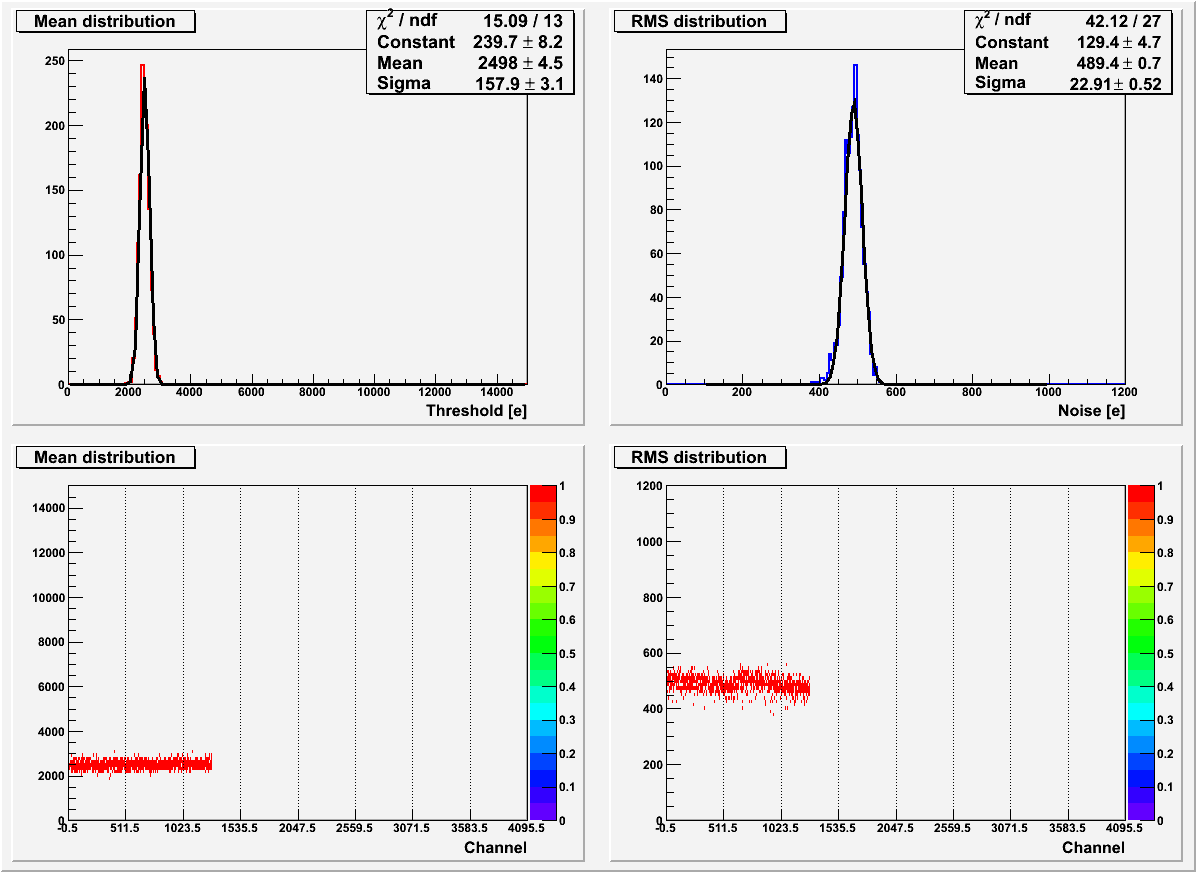 Mean distribution
χ² / ndf 15.09 / 13
Constant 239.7 ± 8.2
Mean 2498 ± 4.5
Sigma 157.9 ± 3.1
250
200
150
100
50
0
0 2000 4000 6000 8000 10000 12000 14000
Threshold [e]
RMS distribution
χ² / ndf 42.12 / 27
Constant 129.4 ± 4.7
Mean 489.4 ± 0.7
Sigma 22.91 ± 0.52
140
120
100
80
60
40
20
0
0 200 400 600 800 1000 1200
Noise [e]
Mean distribution
14000
12000
10000
8000
6000
4000
2000
0
-0.5 511.5 1023.5 1535.5 2047.5 2559.5 3071.5 3583.5 4095.5
Channel
1
0.9
0.8
0.7
0.6
0.5
0.4
0.3
0.2
0.1
0
RMS distribution
1200
1000
800
600
400
200
0
-0.5 511.5 1023.5 1535.5 2047.5 2559.5 3071.5 3583.5 4095.5
Channel
1
0.9
0.8
0.7
0.6
0.5
0.4
0.3
0.2
0.1
0